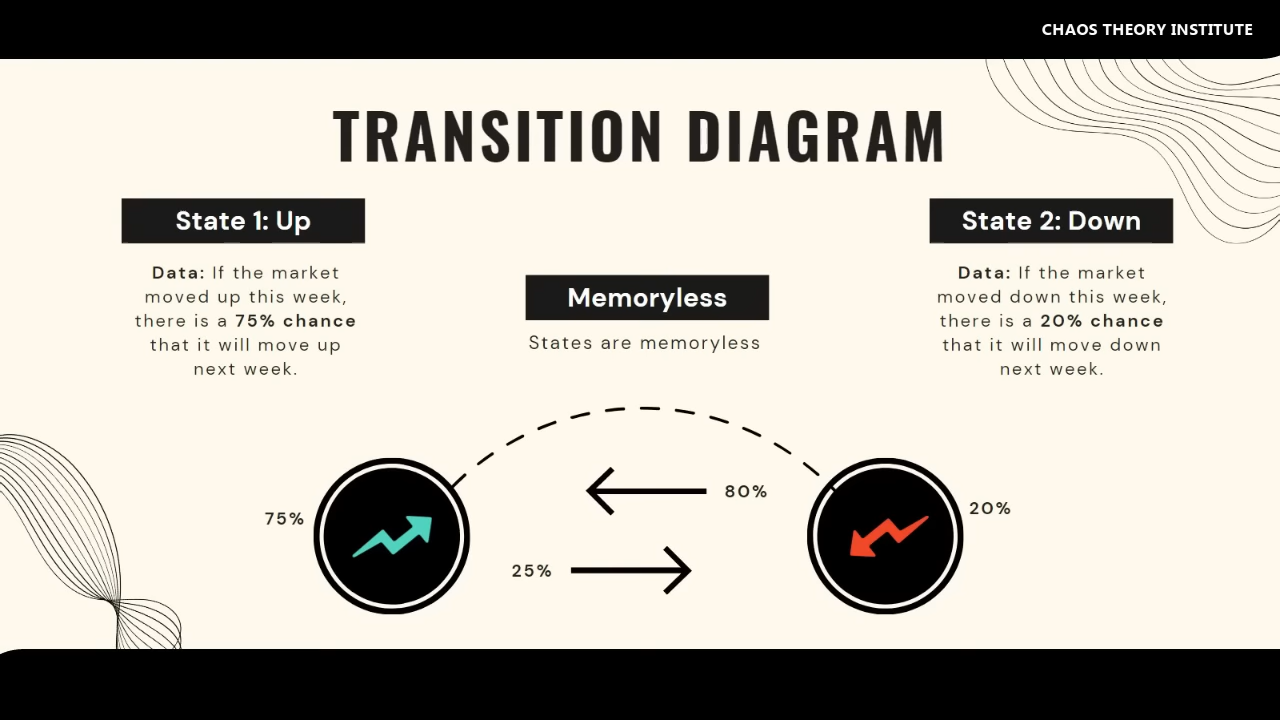 CHAOS THEORY INSTITUTE
TRANSITION DIAGRAM
State 1: Up
Data: If the market
moved up this week,
there is a 75% chance
that it will move up
next week.
Memoryless
States are memoryless
State 2: Down
Data: If the market
moved down this week,
there is a 20% chance
that it will move down
next week.
75%
80%
25%
20%